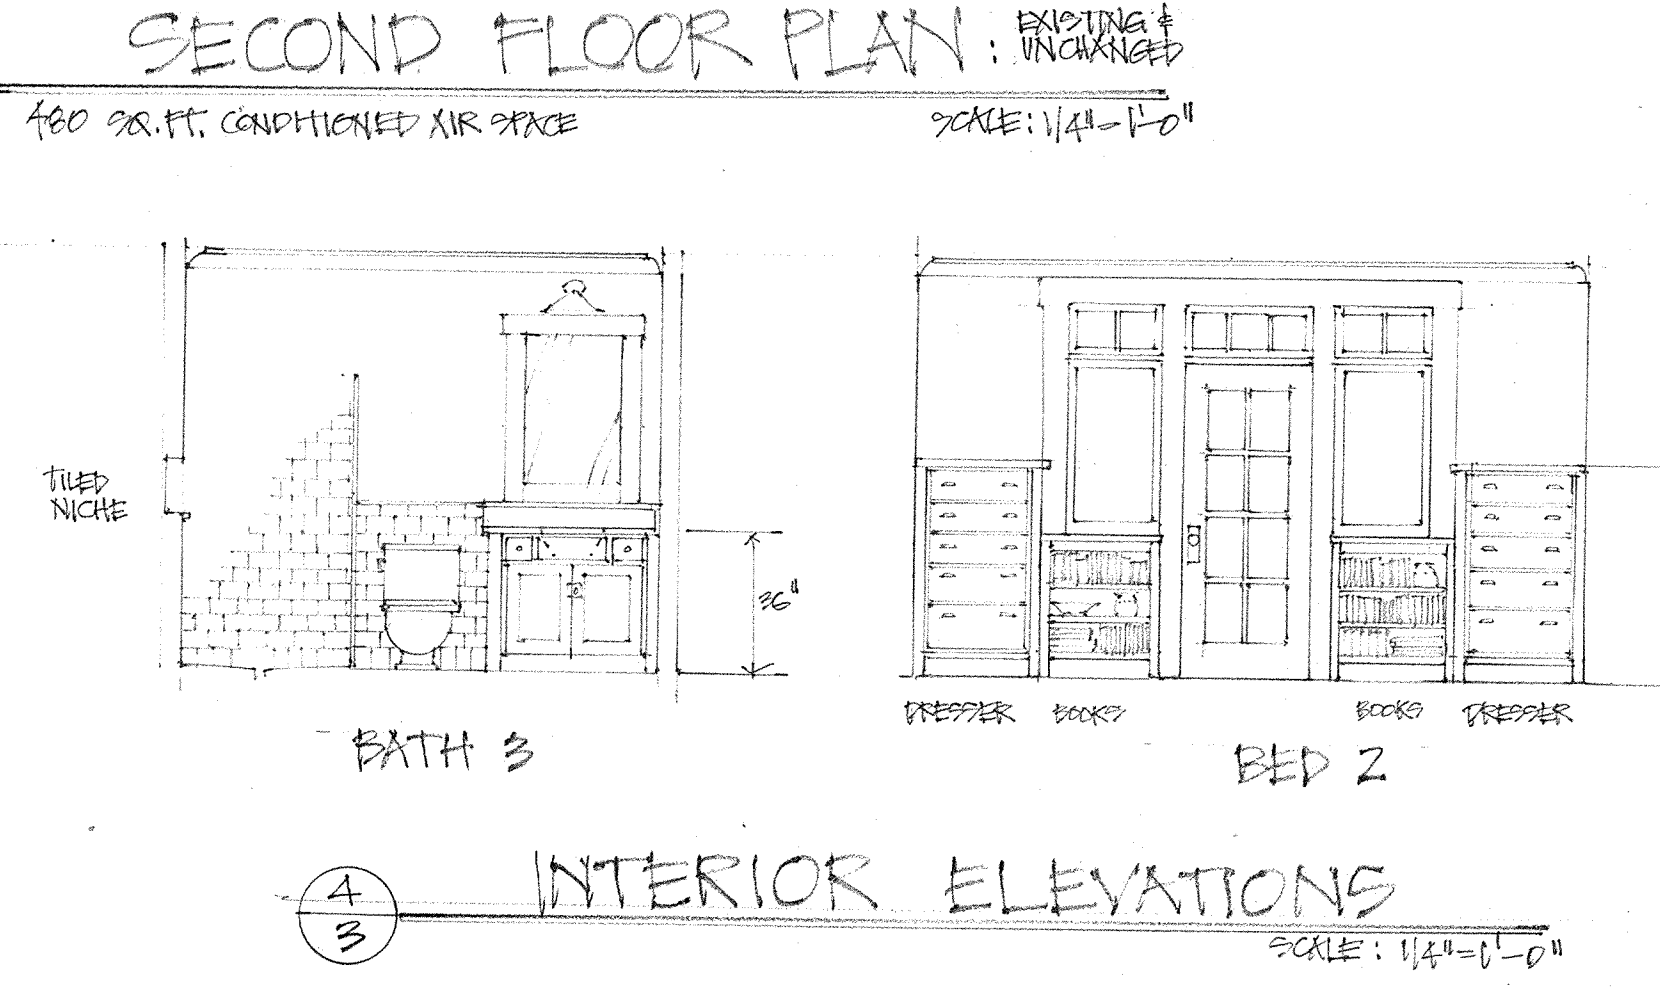 SECOND FLOOR PLAN : EXISTING &
UNCHANGED
480 SQ.FT. CONDITIONED AIR SPACE
SCALE: 1/4"=1'-0"
TILED
NICHE
36"
DRESSER
BOOKS
BOOKS
DRESSER
BATH 3
BED 2
4
3
INTERIOR ELEVATIONS
SCALE: 1/4"=1'-0"